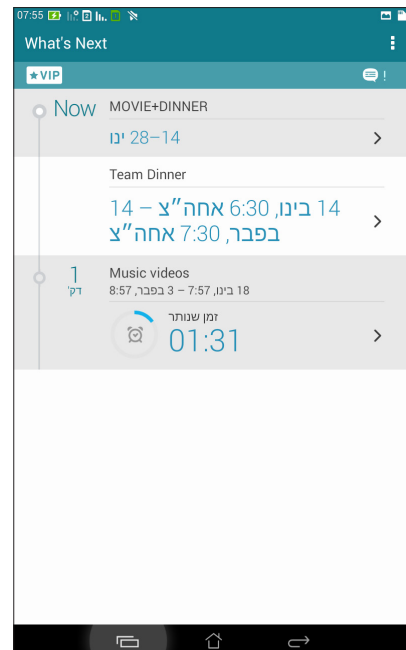 07:55
What's Next
★VIP
!
Now
MOVIE+DINNER
14–28 ינו
Team Dinner
14 בינו, 6:30 אחה״צ – 14
בפבר, 7:30 אחה״צ
1
דק'
Music videos
18 בינו, 7:57 – 3 בפבר, 8:57
זמן שנותר
01:31